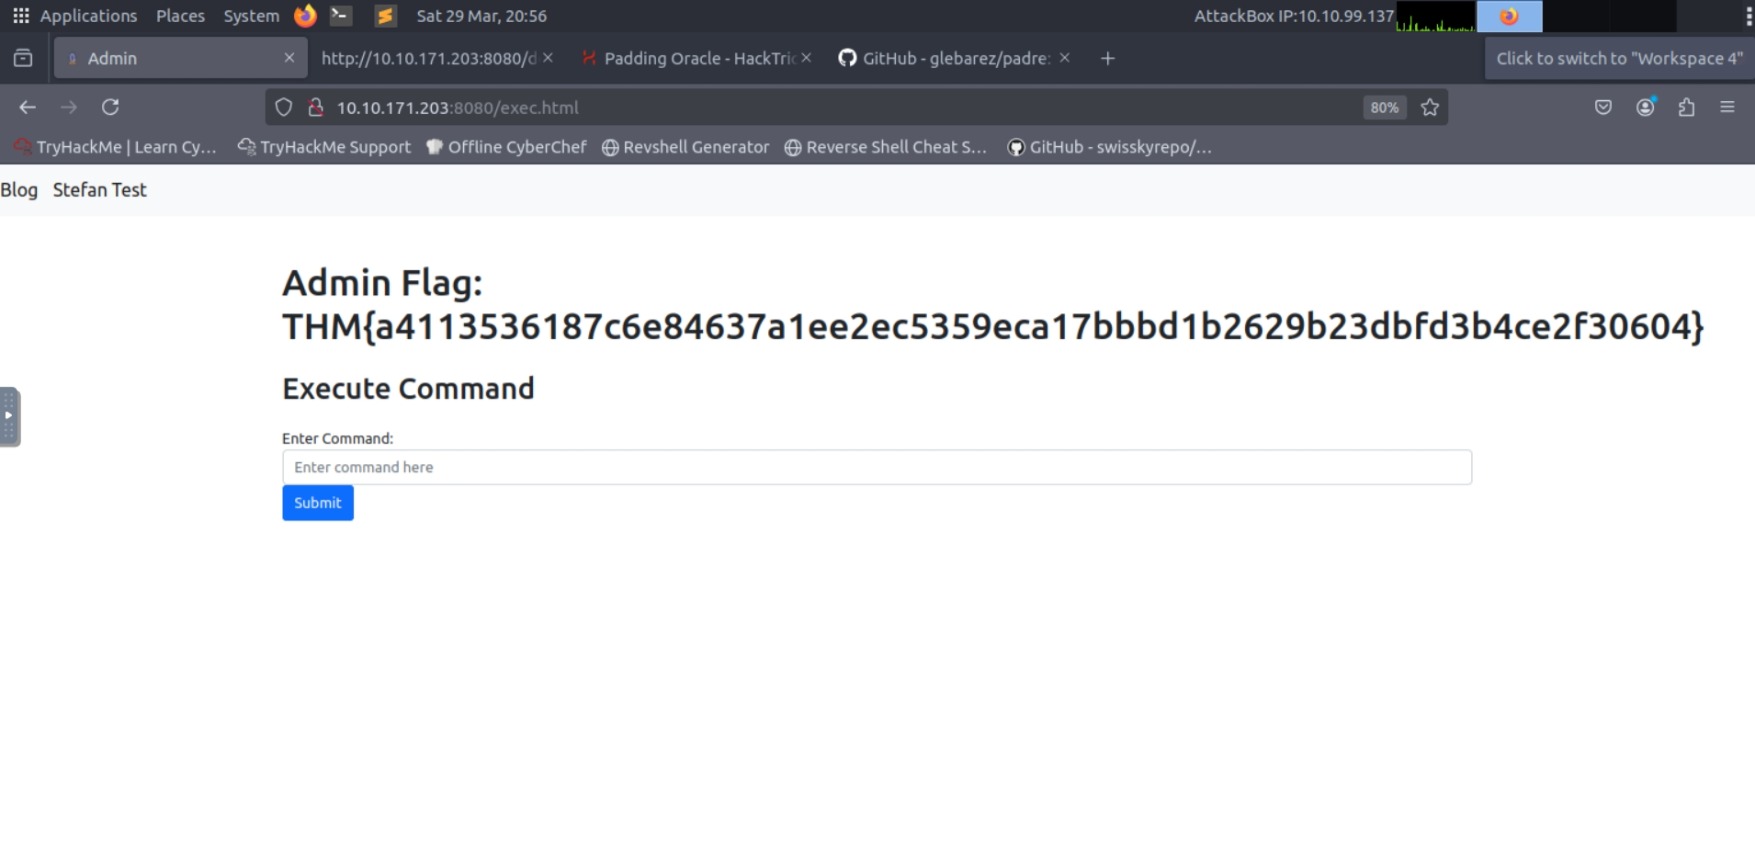 Applications Places System Sat 29 Mar, 20:56 AttackBox IP:10.10.99.137
Admin http://10.10.171.203:8080/d Padding Oracle - HackTric GitHub - glebarez/padre: Click to switch to "Workspace 4"
10.10.171.203:8080/exec.html 80%
TryHackMe | Learn Cy... TryHackMe Support Offline CyberChef Revshell Generator Reverse Shell Cheat S... GitHub - swisskyrepo/...
Blog Stefan Test
Admin Flag:
THM{a4113536187c6e84637a1ee2ec5359eca17bbbd1b2629b23dbfd3b4ce2f30604}
Execute Command
Enter Command:
Enter command here
Submit